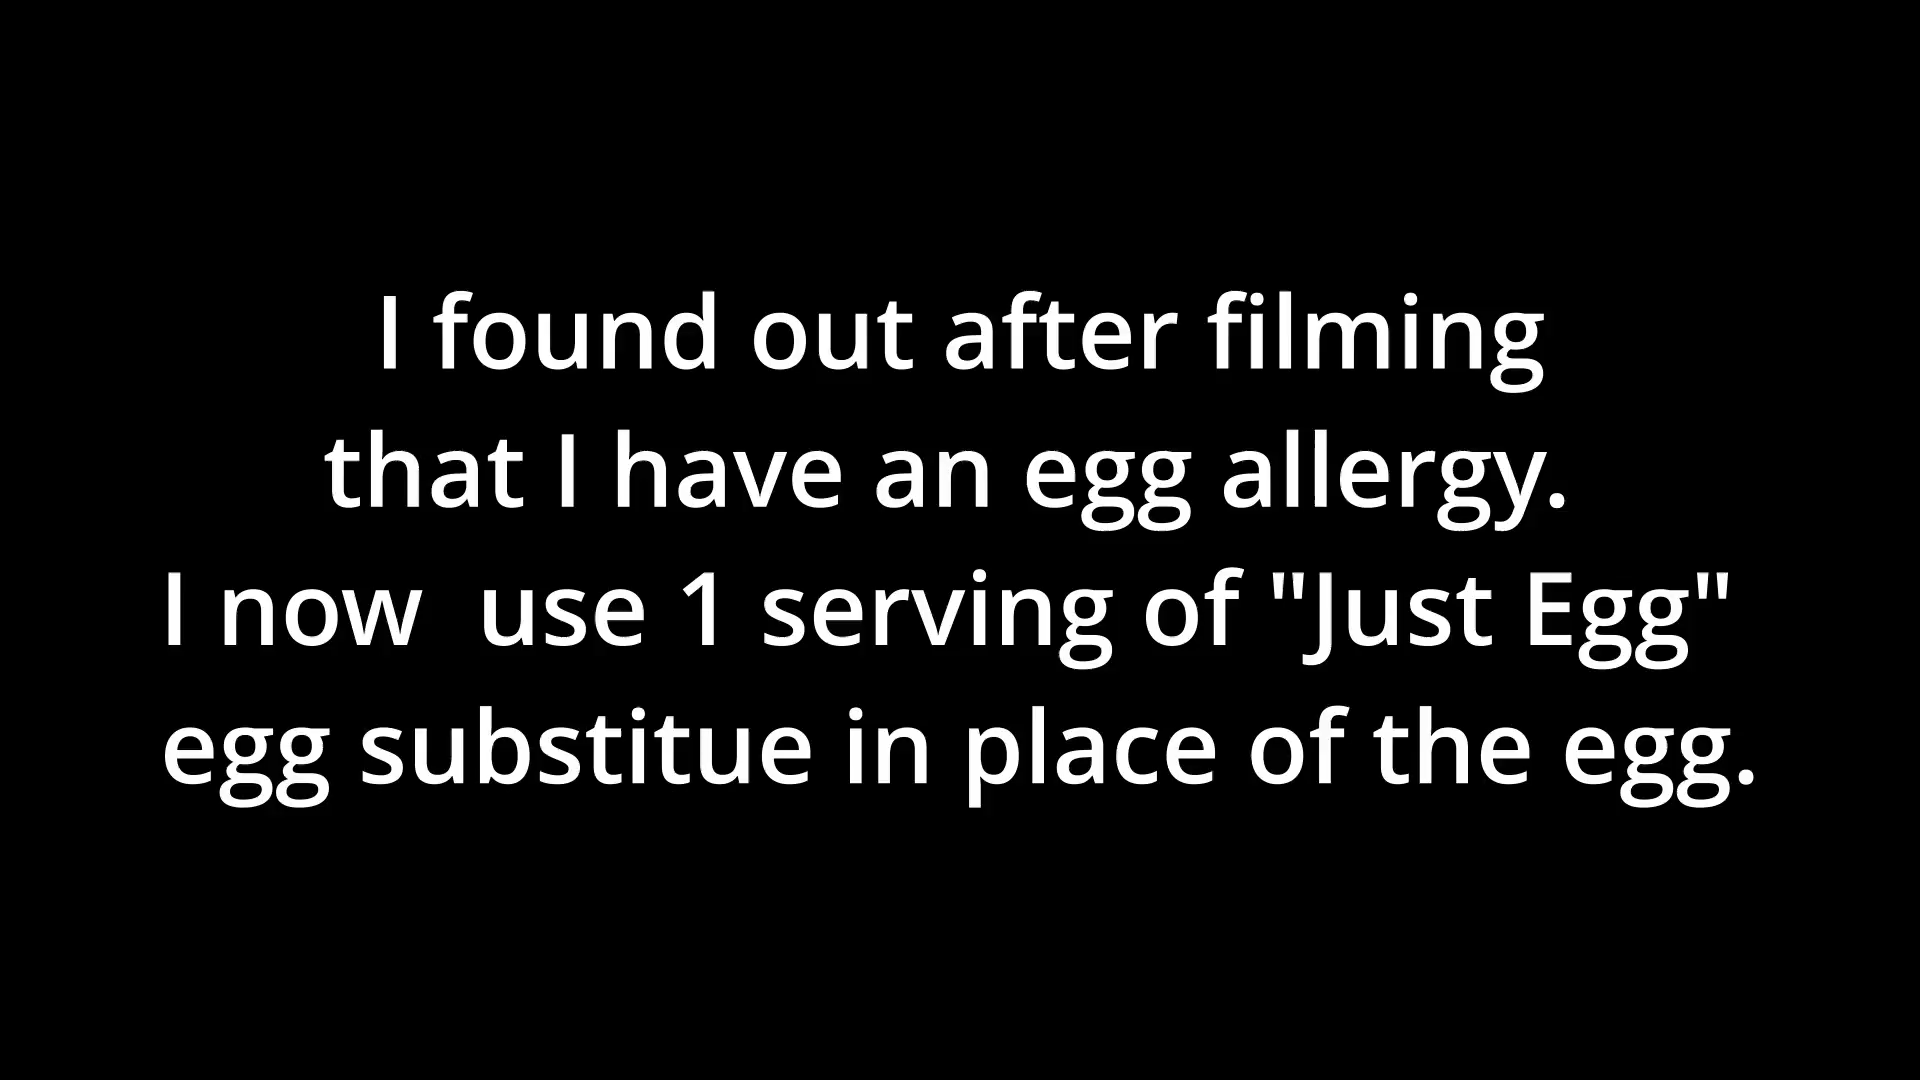 I found out after filming
that I have an egg allergy.
I now  use 1 serving of "Just Egg"
egg substitue in place of the egg.